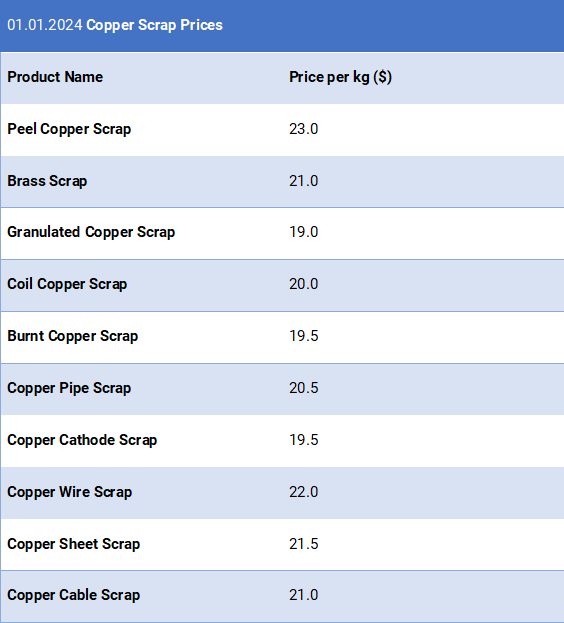 01.01.2024 Copper Scrap Prices
Product Name Price per kg ($)
Peel Copper Scrap 23.0
Brass Scrap 21.0
Granulated Copper Scrap 19.0
Coil Copper Scrap 20.0
Burnt Copper Scrap 19.5
Copper Pipe Scrap 20.5
Copper Cathode Scrap 19.5
Copper Wire Scrap 22.0
Copper Sheet Scrap 21.5
Copper Cable Scrap 21.0